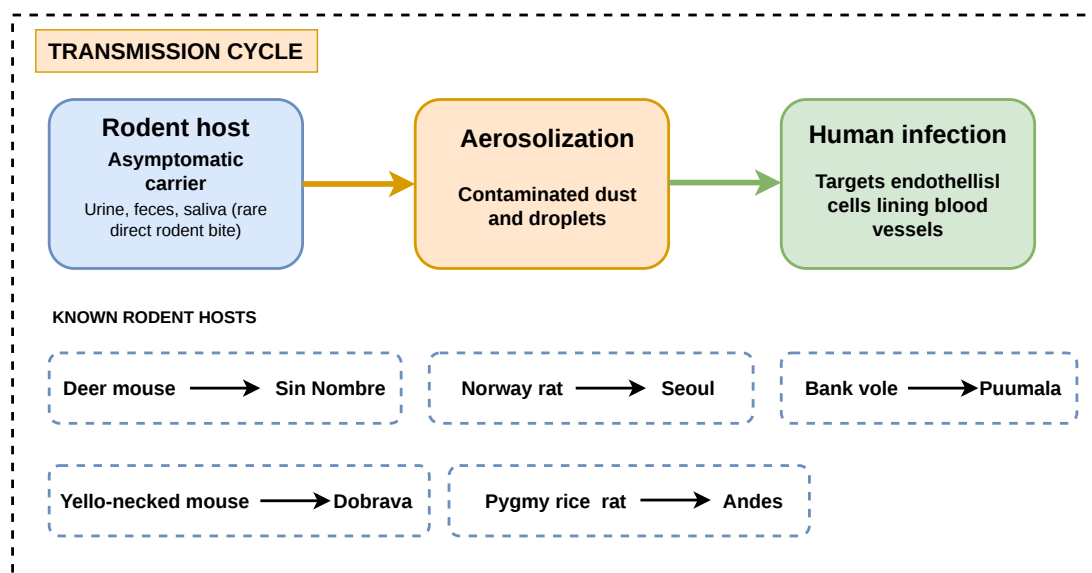 TRANSMISSION CYCLE
Rodent host
Asymptomatic
carrier
Urine, feces, saliva (rare
direct rodent bite)
Aerosolization
Contaminated dust
and droplets
Human infection
Targets endothellisl
cells lining blood
vessels
KNOWN RODENT HOSTS
Deer mouse Sin Nombre
Norway rat Seoul
Bank vole Puumala
Yello-necked mouse Dobrava
Pygmy rice rat Andes